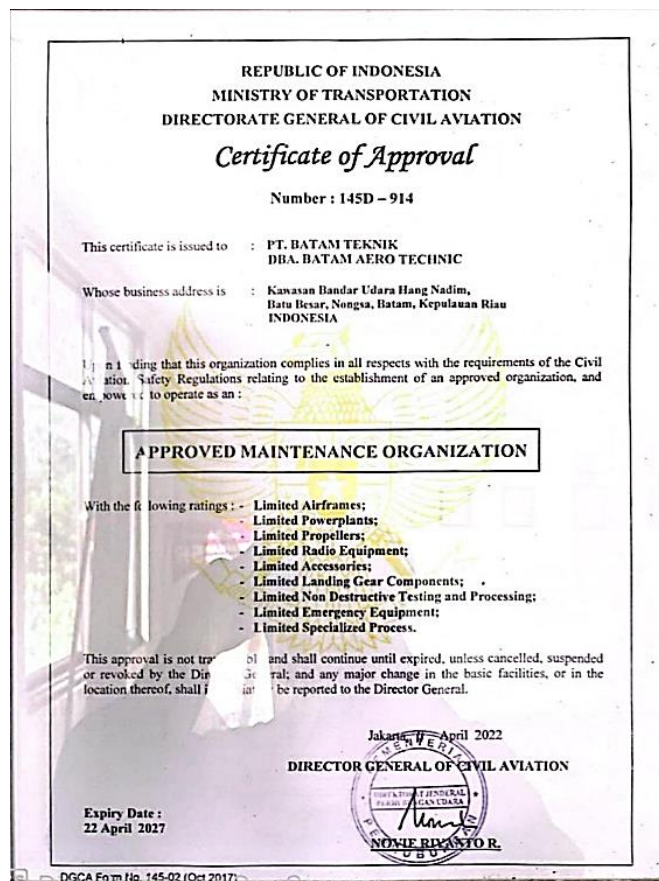 REPUBLIC OF INDONESIA
MINISTRY OF TRANSPORTATION
DIRECTORATE GENERAL OF CIVIL AVIATION
Certificate of Approval
Number : 145D – 914
This certificate is issued to : PT. BATAM TEKNIK
DBA. BATAM AERO TECHNIC
Whose business address is : Kawasan Bandar Udara Hang Nadim,
Batu Besar, Nongsa, Batam, Kepulauan Riau
INDONESIA
that this organization complies in all respects with the requirements of the Civil
Safety Regulations relating to the establishment of an approved organization, and
to operate as an :
APPROVED MAINTENANCE ORGANIZATION
With the following ratings : - Limited Airframes;
- Limited Powerplants;
- Limited Propellers;
- Limited Radio Equipment;
- Limited Accessories;
- Limited Landing Gear Components;
- Limited Non Destructive Testing and Processing;
- Limited Emergency Equipment;
- Limited Specialized Process.
This approval is not and shall continue until expired, unless cancelled, suspended
or revoked by the and any major change in the basic facilities, or in the
location thereof, shall be reported to the Director General.
Jakarta, April 2022
DIRECTOR GENERAL OF CIVIL AVIATION
KEMENTERIAN
DIREKTORAT JENDERAL
PERHUBUNGAN UDARA
PERHUBUNGAN
NOVIE RIYANTO R.
Expiry Date :
22 April 2027
DGCA Form No. 145-02 (Oct 2017)